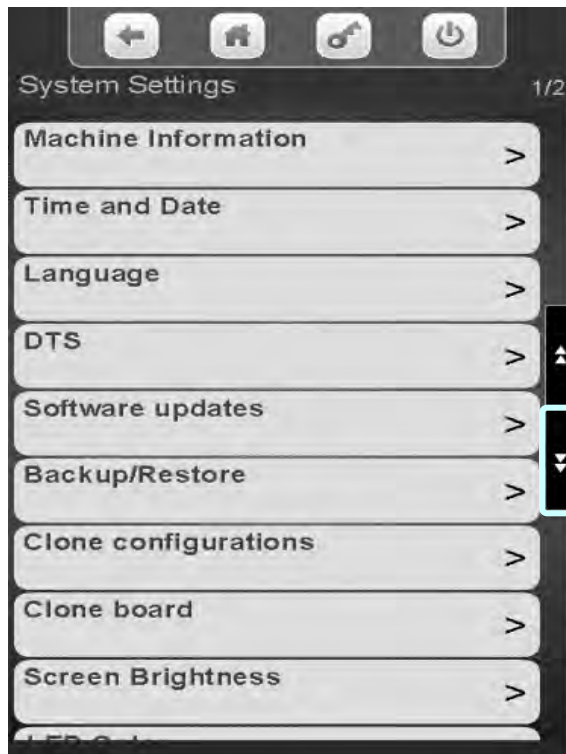 System Settings
1/2
Machine Information
>
Time and Date
>
Language
>
DTS
>
Software updates
>
Backup/Restore
>
Clone configurations
>
Clone board
>
Screen Brightness
>